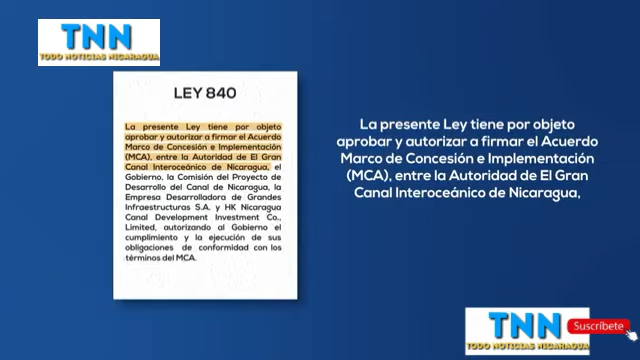 TNN
TODO NOTICIAS NICARAGUA
LEY 840
La presente Ley tiene por objeto
aprobar y autorizar a firmar el Acuerdo
Marco de Concesión e Implementación
(MCA), entre la Autoridad de El Gran
Canal Interoceánico de Nicaragua, el
Gobierno, la Comisión del Proyecto de
Desarrollo del Canal de Nicaragua, la
Empresa Desarrolladora de Grandes
Infraestructuras S.A. y HK Nicaragua
Canal Development Investment Co.,
Limited, autorizando al Gobierno el
cumplimiento y la ejecución de sus
obligaciones de conformidad con los
términos del MCA.
La presente Ley tiene por objeto
aprobar y autorizar a firmar el Acuerdo
Marco de Concesión e Implementación
(MCA), entre la Autoridad de El Gran
Canal Interoceánico de Nicaragua,
TNN
TODO NOTICIAS NICARAGUA
Suscríbete